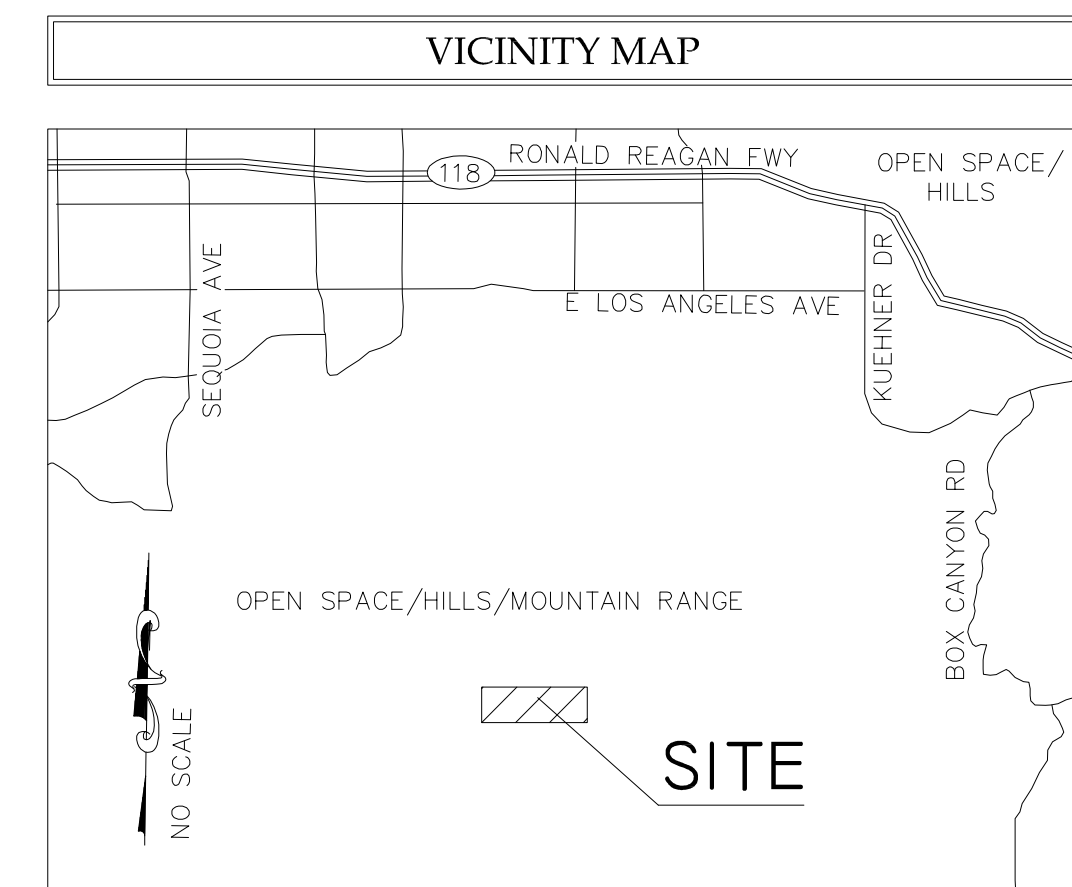 VICINITY MAP
RONALD REAGAN FWY
118
OPEN SPACE/
HILLS
SEQUOIA AVE
E LOS ANGELES AVE
KUEHNER DR
BOX CANYON RD
OPEN SPACE/HILLS/MOUNTAIN RANGE
NO SCALE
SITE